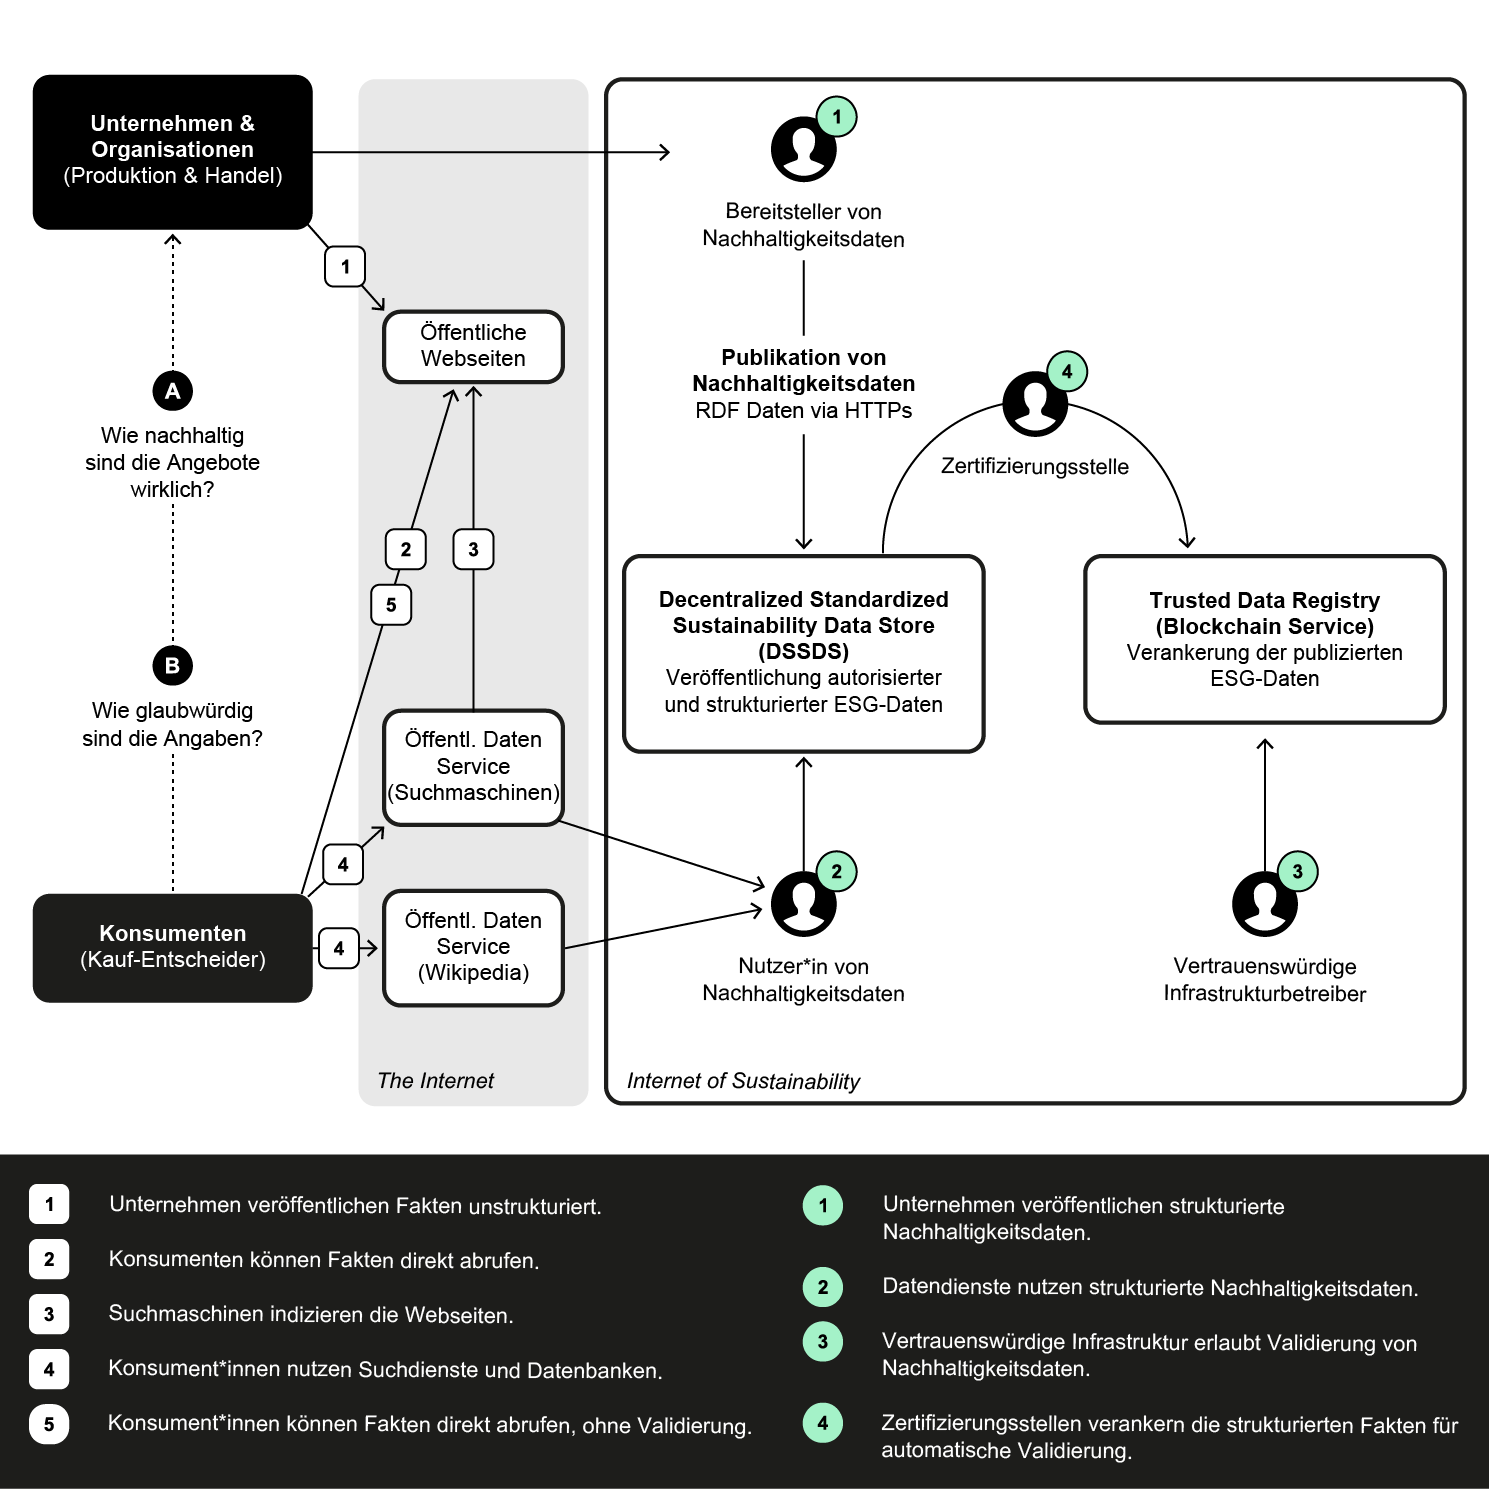 Unternehmen &
Organisationen
(Produktion & Handel)
1
A
Wie nachhaltig
sind die Angebote
wirklich?
B
Wie glaubwürdig
sind die Angaben?
Konsumenten
(Kauf-Entscheider)
Öffentliche
Webseiten
2
3
5
Öffentl. Daten
Service
(Suchmaschinen)
4
4
Öffentl. Daten
Service
(Wikipedia)
The Internet
1
Bereitsteller von
Nachhaltigkeitsdaten
Publikation von
Nachhaltigkeitsdaten
RDF Daten via HTTPs
4
Zertifizierungsstelle
Decentralized Standardized
Sustainability Data Store
(DSSDS)
Veröffentlichung autorisierter
und strukturierter ESG-Daten
Trusted Data Registry
(Blockchain Service)
Verankerung der publizierten
ESG-Daten
2
Nutzer*in von
Nachhaltigkeitsdaten
3
Vertrauenswürdige
Infrastrukturbetreiber
Internet of Sustainability
1 Unternehmen veröffentlichen Fakten unstrukturiert.
2 Konsumenten können Fakten direkt abrufen.
3 Suchmaschinen indizieren die Webseiten.
4 Konsument*innen nutzen Suchdienste und Datenbanken.
5 Konsument*innen können Fakten direkt abrufen, ohne Validierung.
1 Unternehmen veröffentlichen strukturierte
Nachhaltigkeitsdaten.
2 Datendienste nutzen strukturierte Nachhaltigkeitsdaten.
3 Vertrauenswürdige Infrastruktur erlaubt Validierung von
Nachhaltigkeitsdaten.
4 Zertifizierungsstellen verankern die strukturierten Fakten für
automatische Validierung.